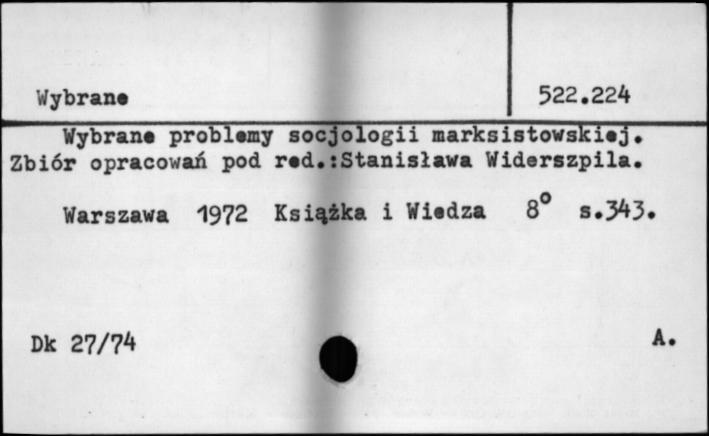 Wybrane 522.224
Wybrane problemy socjologii marksistowskiej.
Zbiór opracowań pod red.:Stanisława Widerszpila.
Warszawa 1972 Książka i Wiedza 8° s.343.
Dk 27/74 A.